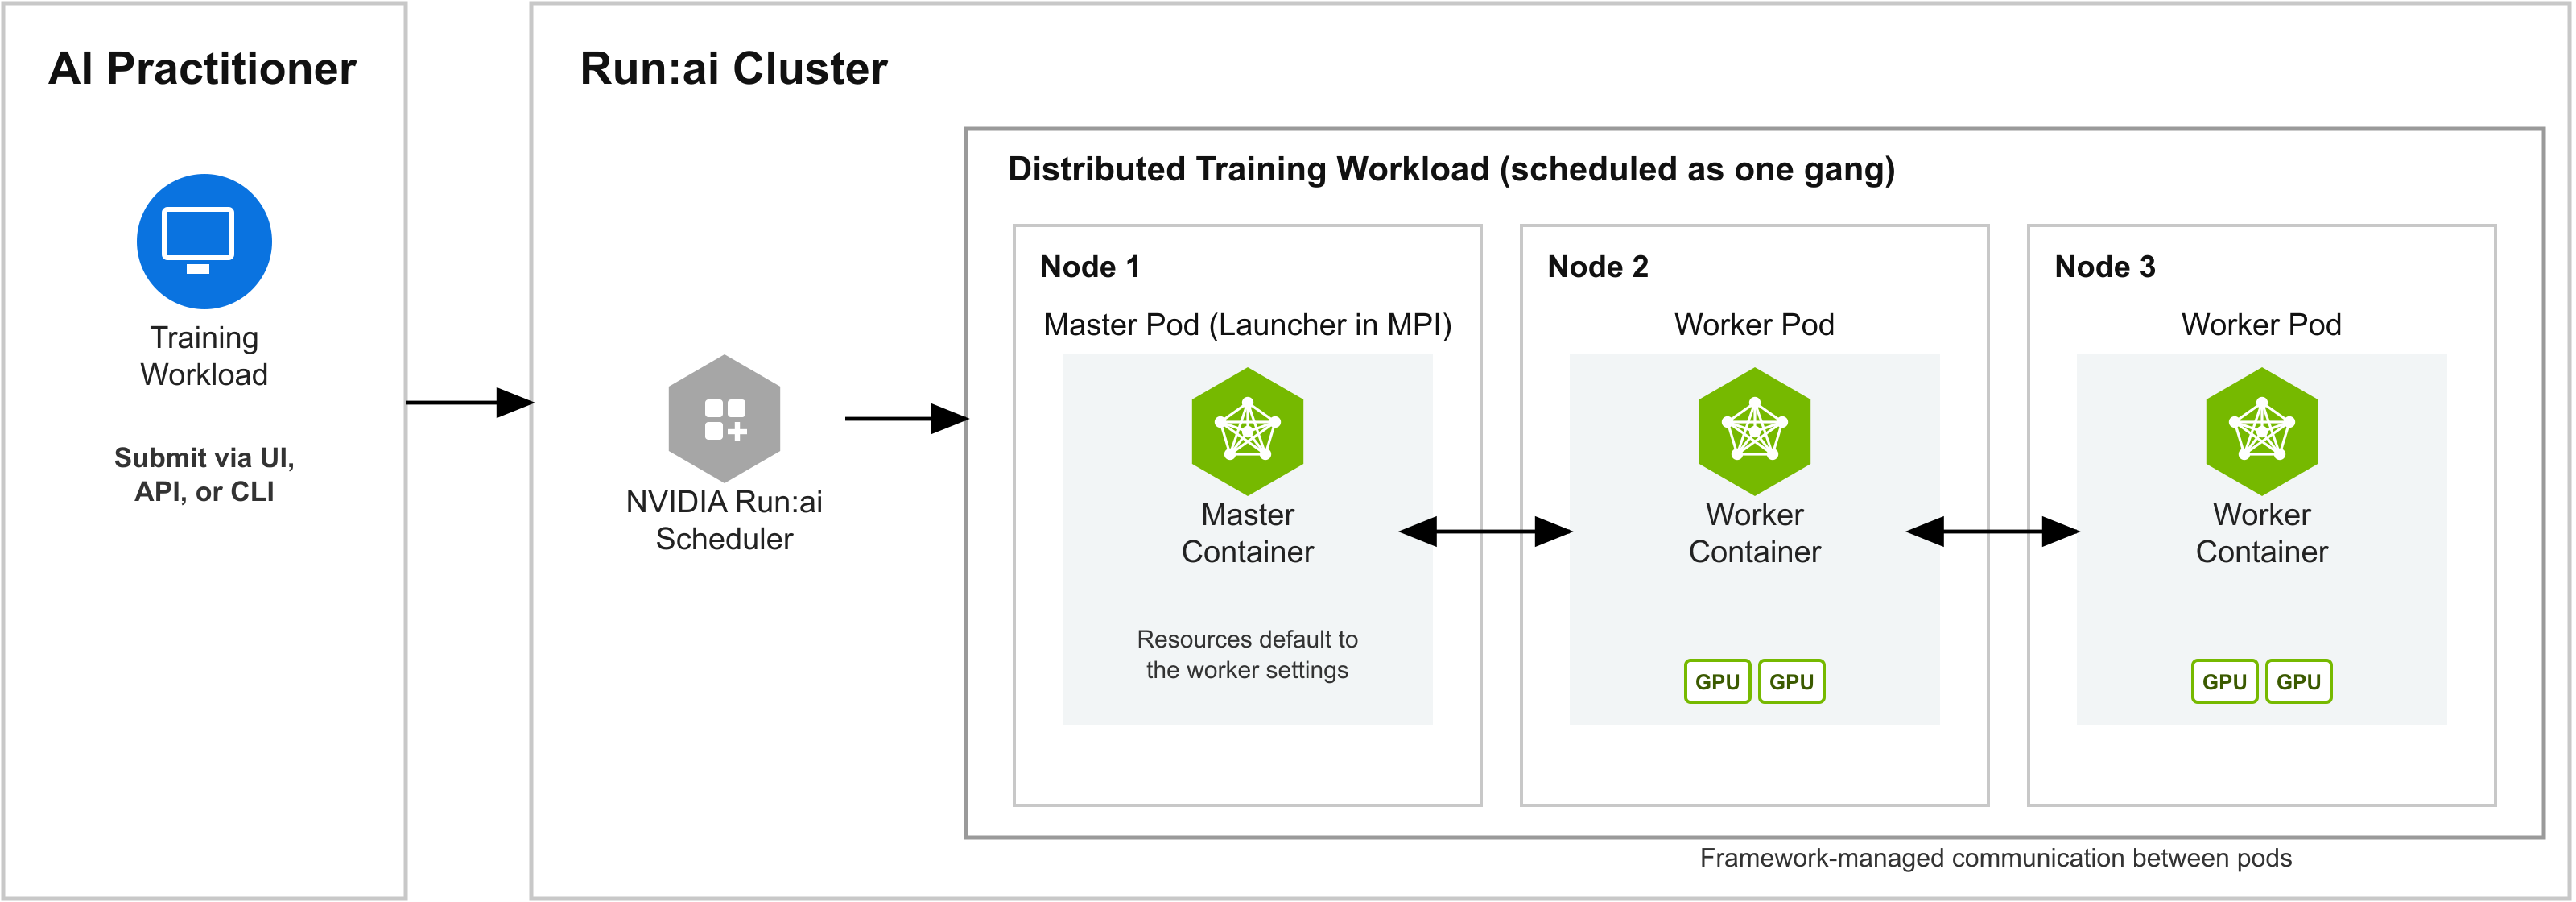 AI Practitioner
Training
Workload
Submit via UI,
API, or CLI
Run:ai Cluster
NVIDIA Run:ai
Scheduler
Distributed Training Workload (scheduled as one gang)
Node 1
Master Pod (Launcher in MPI)
Master
Container
Resources default to
the worker settings
Node 2
Worker Pod
Worker
Container
GPU GPU
Node 3
Worker Pod
Worker
Container
GPU GPU
Framework-managed communication between pods